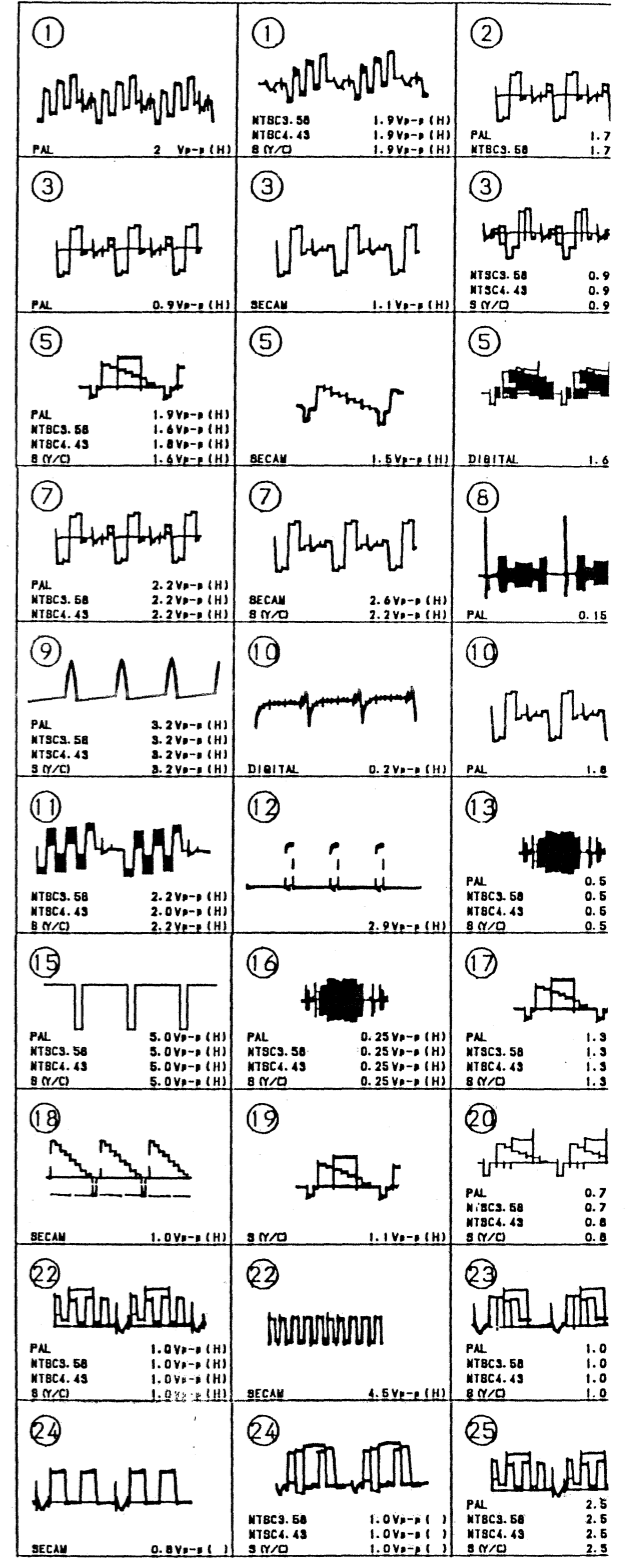 1
PAL 2 Vp-p (H)
1
NTSC3.58 1.9Vp-p (H)
NTSC4.43 1.9Vp-p (H)
S (Y/C) 1.9Vp-p (H)
2
PAL 1.7
NTSC3.58 1.7
3
PAL 0.9Vp-p (H)
3
SECAM 1.1Vp-p (H)
3
NTSC3.58 0.9
NTSC4.43 0.9
S (Y/C) 0.9
5
PAL 1.9Vp-p (H)
NTSC3.58 1.6Vp-p (H)
NTSC4.43 1.8Vp-p (H)
S (Y/C) 1.6Vp-p (H)
5
SECAM 1.5Vp-p (H)
5
DIGITAL 1.6
7
PAL 2.2Vp-p (H)
NTSC3.58 2.2Vp-p (H)
NTSC4.43 2.2Vp-p (H)
7
SECAM 2.6Vp-p (H)
S (Y/C) 2.2Vp-p (H)
8
PAL 0.15
9
PAL 3.2Vp-p (H)
NTSC3.58 3.2Vp-p (H)
NTSC4.43 3.2Vp-p (H)
S (Y/C) 3.2Vp-p (H)
10
DIGITAL 0.2Vp-p (H)
10
PAL 1.8
11
NTSC3.58 2.2Vp-p (H)
NTSC4.43 2.0Vp-p (H)
S (Y/C) 2.2Vp-p (H)
12
2.9Vp-p (H)
13
PAL 0.5
NTSC3.58 0.5
NTSC4.43 0.5
S (Y/C) 0.5
15
PAL 5.0Vp-p (H)
NTSC3.58 5.0Vp-p (H)
NTSC4.43 5.0Vp-p (H)
S (Y/C) 5.0Vp-p (H)
16
PAL 0.25Vp-p (H)
NTSC3.58 0.25Vp-p (H)
NTSC4.43 0.25Vp-p (H)
S (Y/C) 0.25Vp-p (H)
17
PAL 1.3
NTSC3.58 1.3
NTSC4.43 1.3
S (Y/C) 1.3
18
SECAM 1.0Vp-p (H)
19
S (Y/C) 1.1Vp-p (H)
20
PAL 0.7
NTSC3.58 0.7
NTSC4.43 0.8
S (Y/C) 0.8
22
PAL 1.0Vp-p (H)
NTSC3.58 1.0Vp-p (H)
NTSC4.43 1.0Vp-p (H)
S (Y/C) 1.0Vp-p (H)
22
SECAM 4.5Vp-p (H)
23
PAL 1.0
NTSC3.58 1.0
NTSC4.43 1.0
S (Y/C) 1.0
24
SECAM 0.8Vp-p ( )
24
NTSC3.58 1.0Vp-p ( )
NTSC4.43 1.0Vp-p ( )
S (Y/C) 1.0Vp-p ( )
25
PAL 2.5
NTSC3.58 2.5
NTSC4.43 2.5
S (Y/C) 2.5